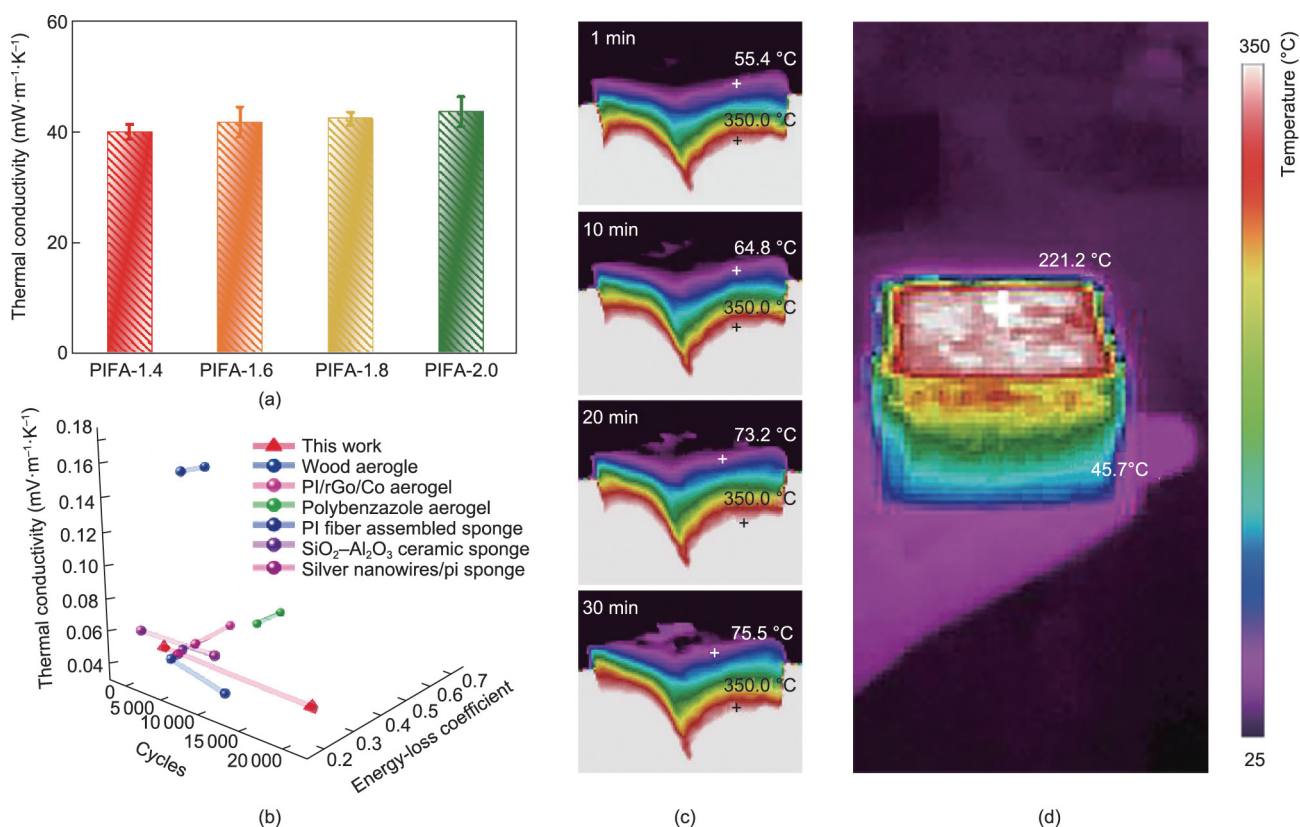 60
40
20
0
Thermal conductivity (mW·m⁻¹·K⁻¹)
PIFA-1.4 PIFA-1.6 PIFA-1.8 PIFA-2.0
(a)
0.18
0.16
0.14
0.12
0.10
0.08
0.06
0.04
Thermal conductivity (mV·m⁻¹·K⁻¹)
This work
Wood aerogle
PI/rGo/Co aerogel
Polybenzazole aerogel
PI fiber assembled sponge
SiO₂–Al₂O₃ ceramic sponge
Silver nanowires/pi sponge
0
5 000
10 000
15 000
20 000
Cycles
0.2
0.3
0.4
0.5
0.6
0.7
Energy-loss coefficient
(b)
1 min
55.4 °C
350.0 °C
10 min
64.8 °C
350.0 °C
20 min
73.2 °C
350.0 °C
30 min
75.5 °C
350.0 °C
(c)
221.2 °C
45.7°C
(d)
350
Temperature (°C)
25